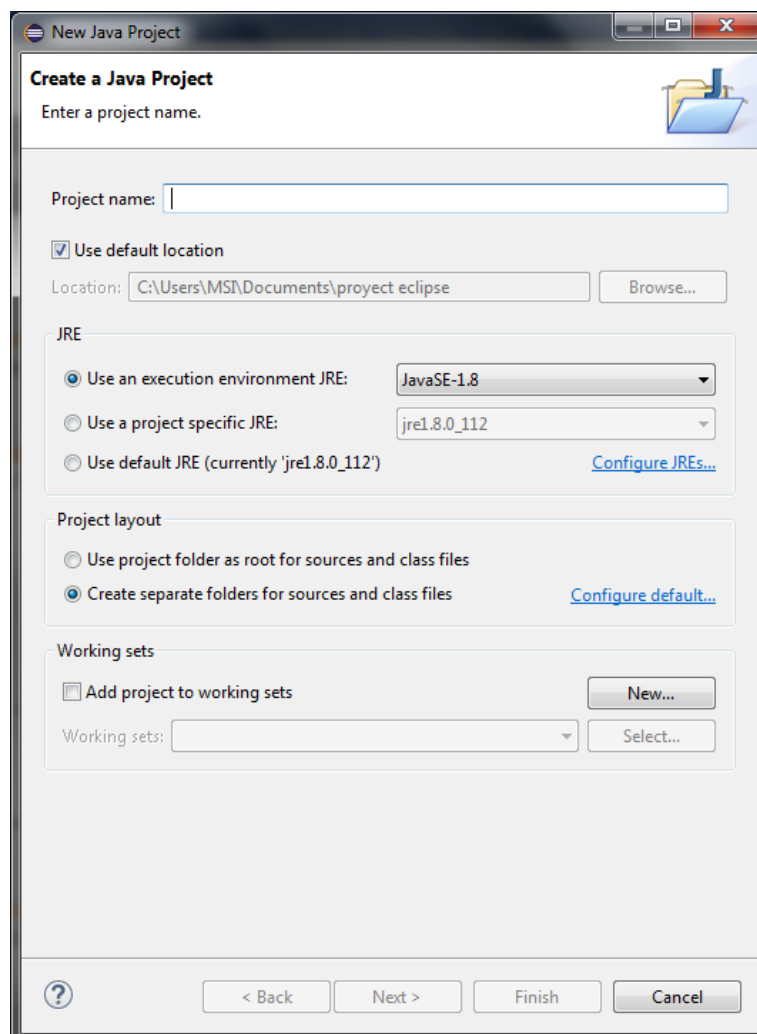 New Java Project
Create a Java Project
Enter a project name.
Project name:
Use default location
Location: C:\Users\MSI\Documents\proyect eclipse Browse...
JRE
Use an execution environment JRE: JavaSE-1.8
Use a project specific JRE: jre1.8.0_112
Use default JRE (currently 'jre1.8.0_112') Configure JREs...
Project layout
Use project folder as root for sources and class files
Create separate folders for sources and class files Configure default...
Working sets
Add project to working sets New...
Working sets: Select...
? < Back Next > Finish Cancel